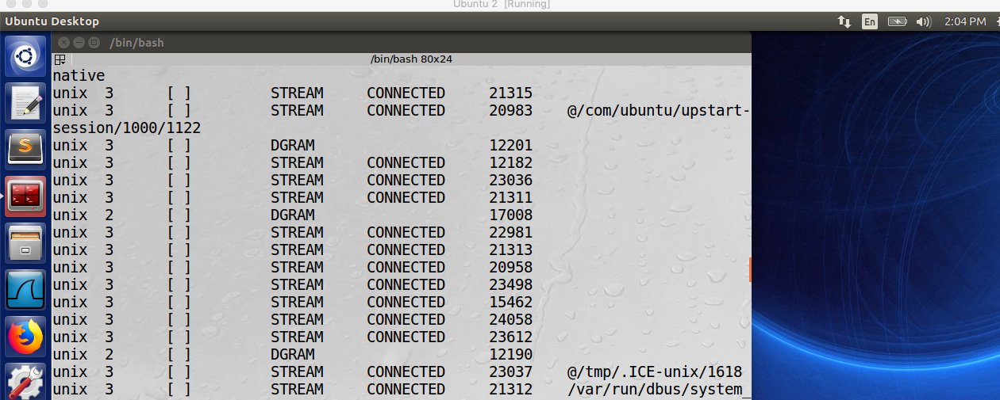 Ubuntu 2 [Running]
Ubuntu Desktop
En
2:04 PM
/bin/bash
/bin/bash 80x24
native
unix 3 [ ] STREAM CONNECTED 21315
unix 3 [ ] STREAM CONNECTED 20983 @/com/ubuntu/upstart-
session/1000/1122
unix 3 [ ] DGRAM 12201
unix 3 [ ] STREAM CONNECTED 12182
unix 3 [ ] STREAM CONNECTED 23036
unix 3 [ ] STREAM CONNECTED 21311
unix 2 [ ] DGRAM 17008
unix 3 [ ] STREAM CONNECTED 22981
unix 3 [ ] STREAM CONNECTED 21313
unix 3 [ ] STREAM CONNECTED 20958
unix 3 [ ] STREAM CONNECTED 23498
unix 3 [ ] STREAM CONNECTED 15462
unix 3 [ ] STREAM CONNECTED 24058
unix 3 [ ] STREAM CONNECTED 23612
unix 2 [ ] DGRAM 12190
unix 3 [ ] STREAM CONNECTED 23037 @/tmp/.ICE-unix/1618
unix 3 [ ] STREAM CONNECTED 21312 /var/run/dbus/system_